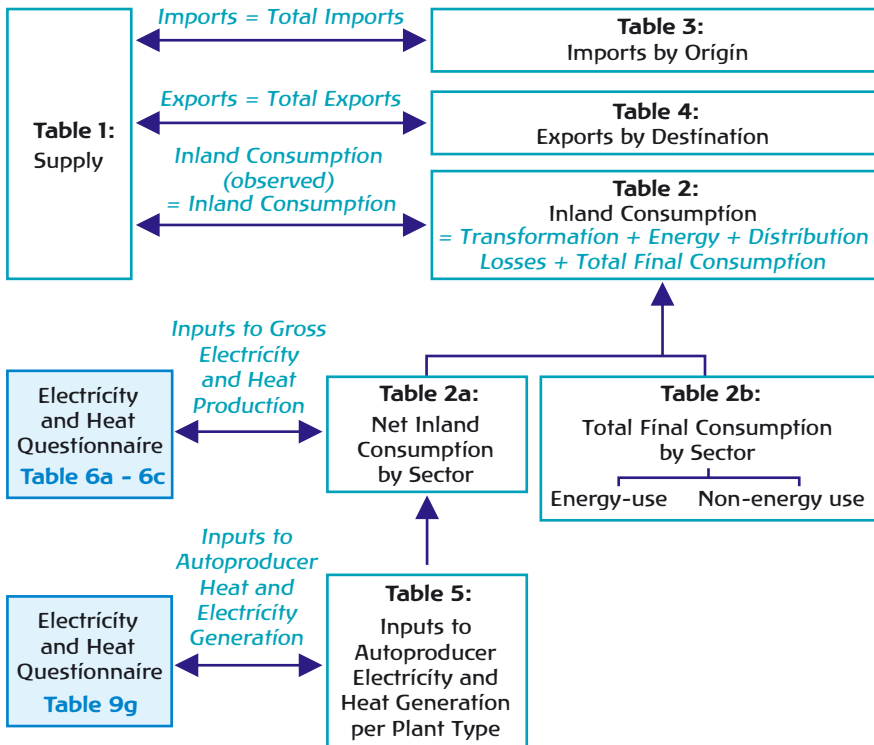 Imports = Total Imports
Table 3:
Imports by Origin
Exports = Total Exports
Table 4:
Exports by Destination
Table 1:
Supply
Inland Consumption
(observed)
= Inland Consumption
Table 2:
Inland Consumption
= Transformation + Energy + Distribution
Losses + Total Final Consumption
Inputs to Gross
Electricity
and Heat
Production
Electricity
and Heat
Questionnaire
Table 6a - 6c
Table 2a:
Net Inland
Consumption
by Sector
Table 2b:
Total Final Consumption
by Sector
Energy-use
Non-energy use
Inputs to
Autoproducer
Heat and
Electricity
Generation
Electricity
and Heat
Questionnaire
Table 9g
Table 5:
Inputs to
Autoproducer
Electricity and
Heat Generation
per Plant Type